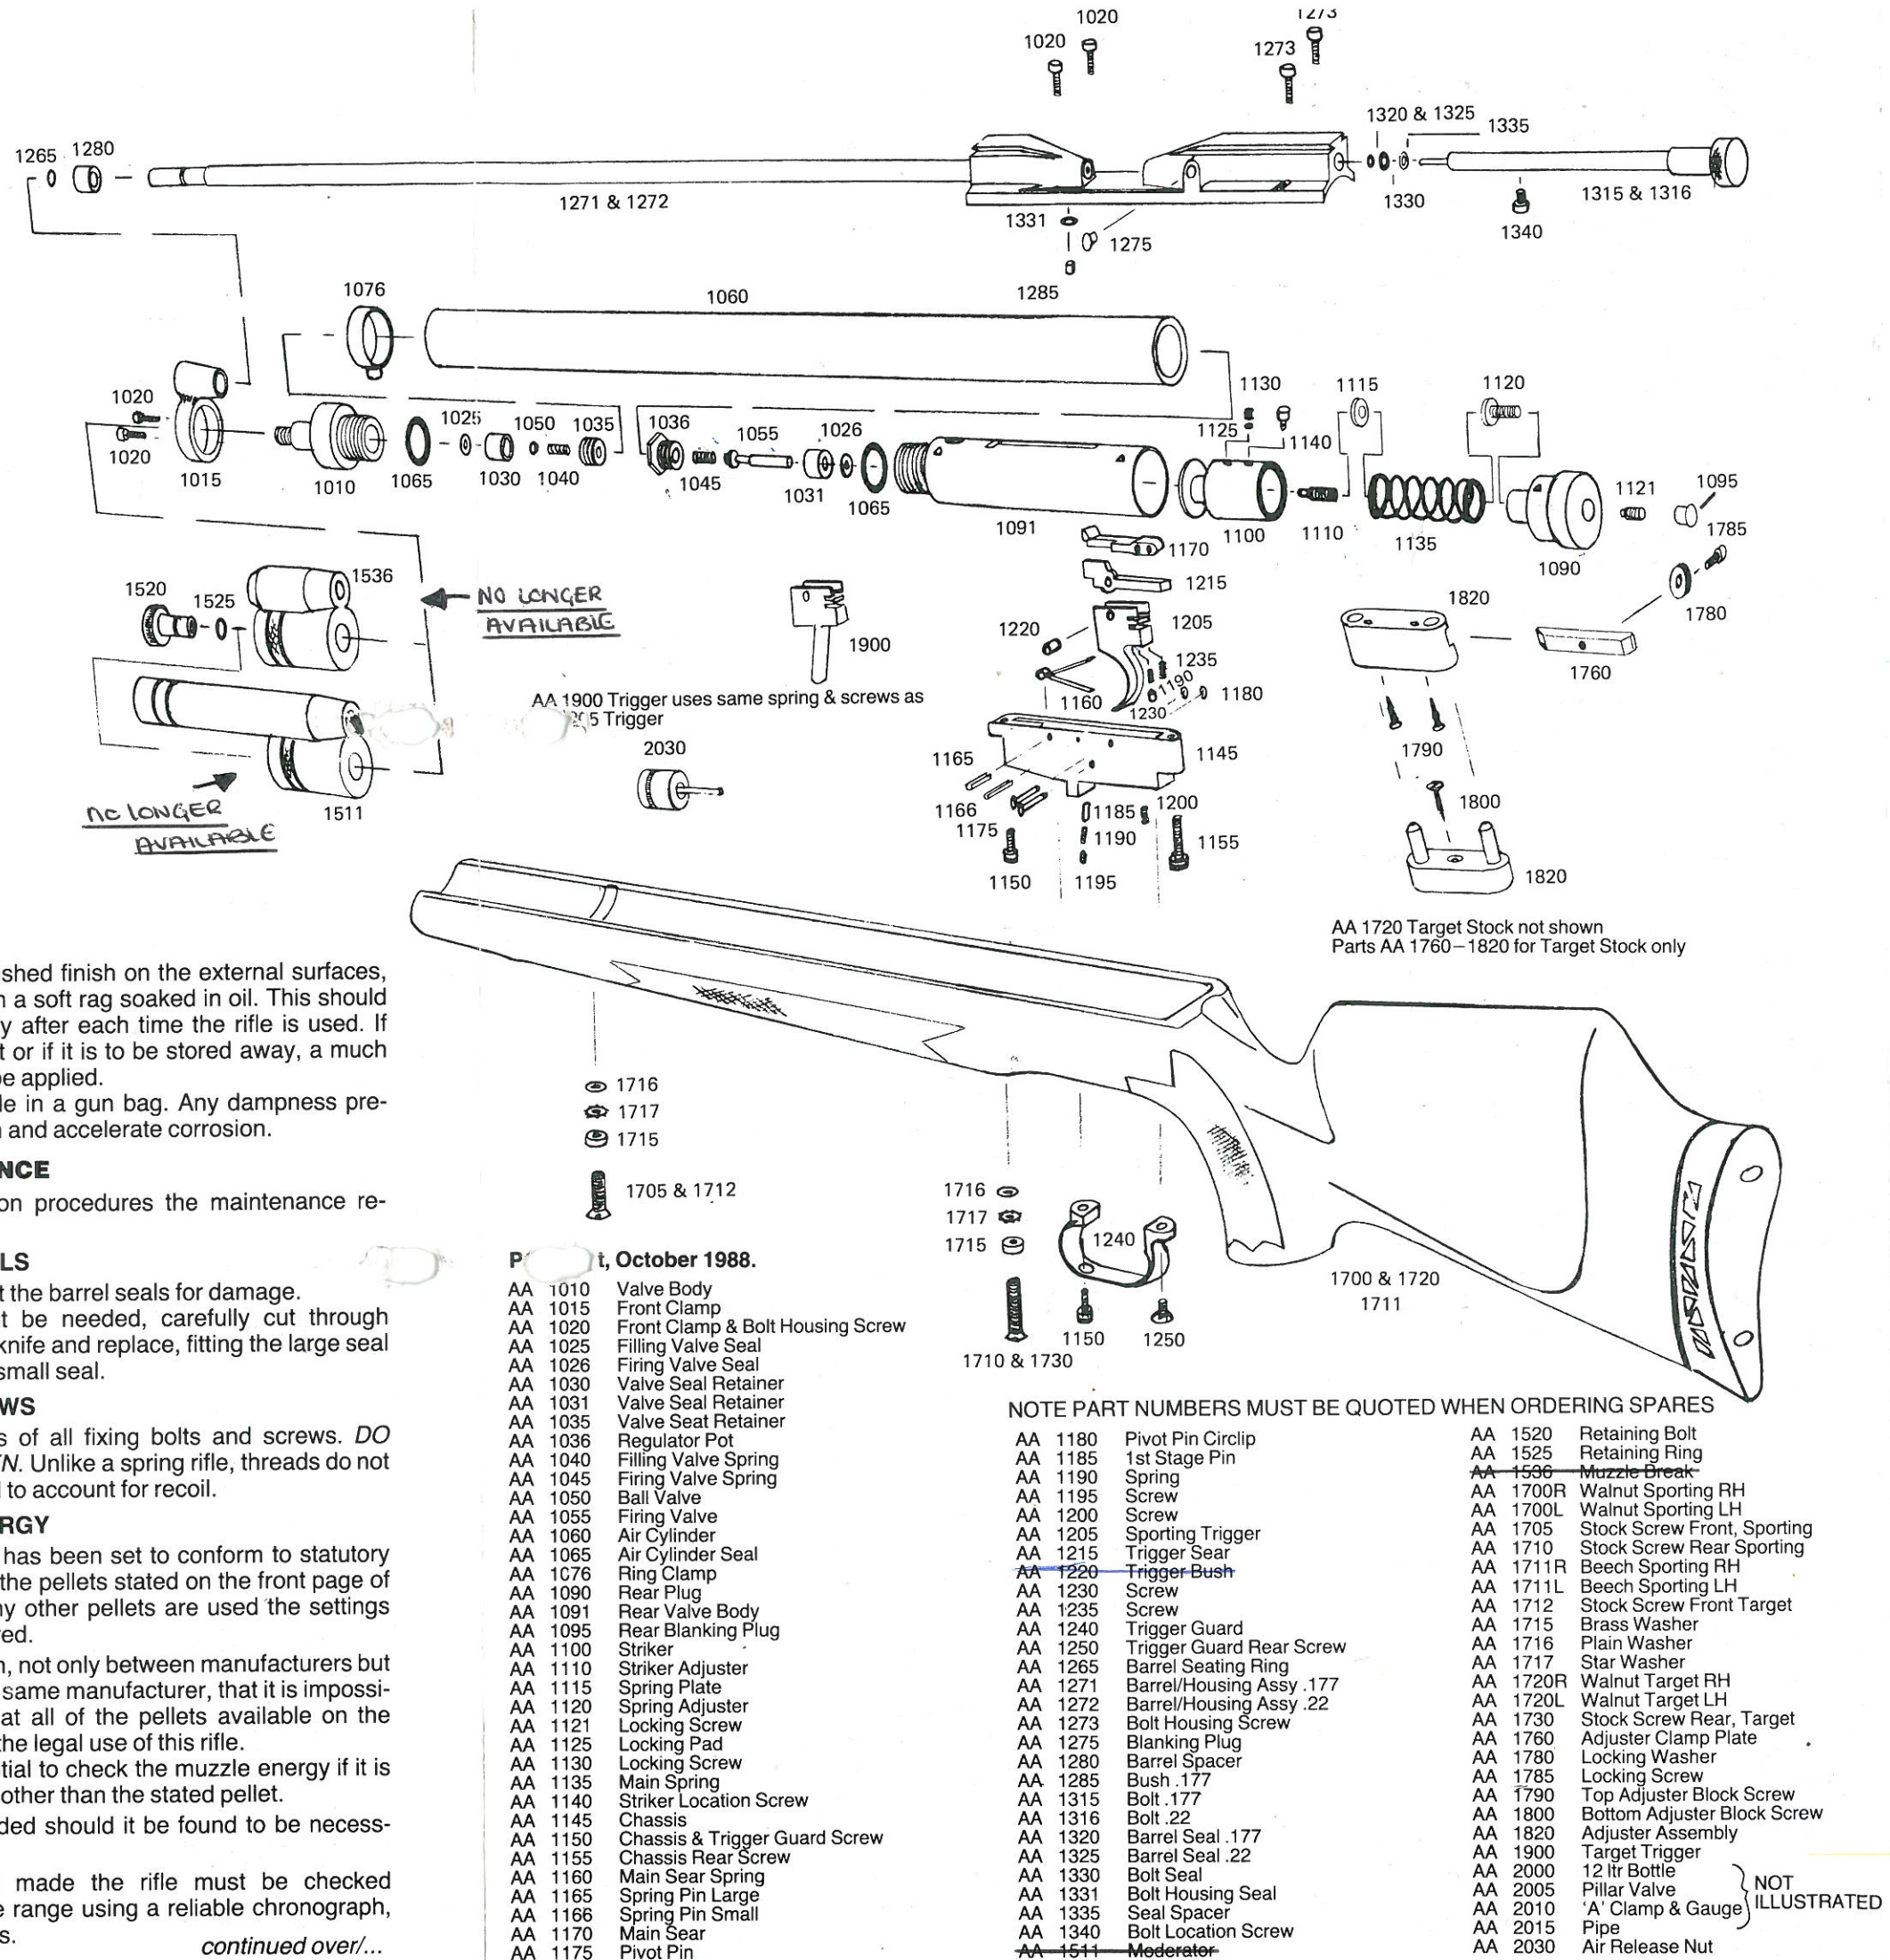 1020
1273
1020
1273
1320 & 1325
1335
1265
1280
1271 & 1272
1331
1275
1330
1315 & 1316
1340
1076
1060
1285
1020
1020
1015
1010
1065
1025
1030
1050
1040
1035
1036
1045
1055
1031
1026
1065
1091
1130
1125
1140
1100
1115
1110
1135
1120
1090
1121
1095
1785
1170
1215
1520
1525
1536
NO LONGER
AVAILABLE
1900
1220
1205
1235
1190
1160
1230
1180
1820
1780
1760
AA 1900 Trigger uses same spring & screws as
Trigger
2030
1165
1145
1166
1175
1185
1200
1190
1155
1150
1195
1790
1800
1820
1511
NO LONGER
AVAILABLE
AA 1720 Target Stock not shown
Parts AA 1760–1820 for Target Stock only
shed finish on the external surfaces,
a soft rag soaked in oil. This should
y after each time the rifle is used. If
t or if it is to be stored away, a much
be applied.
le in a gun bag. Any dampness pre-
and accelerate corrosion.
NCE
on procedures the maintenance re-
LS
t the barrel seals for damage.
t be needed, carefully cut through
knife and replace, fitting the large seal
small seal.
WS
s of all fixing bolts and screws. DO
EN. Unlike a spring rifle, threads do not
to account for recoil.
RGY
has been set to conform to statutory
the pellets stated on the front page of
ny other pellets are used the settings
ed.
n, not only between manufacturers but
same manufacturer, that it is impossi-
at all of the pellets available on the
the legal use of this rifle.
tial to check the muzzle energy if it is
other than the stated pellet.
ded should it be found to be necess-
made the rifle must be checked
e range using a reliable chronograph,
s.
continued over/...
1716
1717
1715
1705 & 1712
1716
1717
1715
1240
1710 & 1730
1150
1250
1700 & 1720
1711
P t, October 1988.
AA 1010 Valve Body
AA 1015 Front Clamp
AA 1020 Front Clamp & Bolt Housing Screw
AA 1025 Filling Valve Seal
AA 1026 Firing Valve Seal
AA 1030 Valve Seal Retainer
AA 1031 Valve Seal Retainer
AA 1035 Valve Seat Retainer
AA 1036 Regulator Pot
AA 1040 Filling Valve Spring
AA 1045 Firing Valve Spring
AA 1050 Ball Valve
AA 1055 Firing Valve
AA 1060 Air Cylinder
AA 1065 Air Cylinder Seal
AA 1076 Ring Clamp
AA 1090 Rear Plug
AA 1091 Rear Valve Body
AA 1095 Rear Blanking Plug
AA 1100 Striker
AA 1110 Striker Adjuster
AA 1115 Spring Plate
AA 1120 Spring Adjuster
AA 1121 Locking Screw
AA 1125 Locking Pad
AA 1130 Locking Screw
AA 1135 Main Spring
AA 1140 Striker Location Screw
AA 1145 Chassis
AA 1150 Chassis & Trigger Guard Screw
AA 1155 Chassis Rear Screw
AA 1160 Main Sear Spring
AA 1165 Spring Pin Large
AA 1166 Spring Pin Small
AA 1170 Main Sear
AA 1175 Pivot Pin
NOTE PART NUMBERS MUST BE QUOTED WHEN ORDERING SPARES
AA 1180 Pivot Pin Circlip
AA 1185 1st Stage Pin
AA 1190 Spring
AA 1195 Screw
AA 1200 Screw
AA 1205 Sporting Trigger
AA 1215 Trigger Sear
AA 1220 Trigger Bush
AA 1230 Screw
AA 1235 Screw
AA 1240 Trigger Guard
AA 1250 Trigger Guard Rear Screw
AA 1265 Barrel Seating Ring
AA 1271 Barrel/Housing Assy .177
AA 1272 Barrel/Housing Assy .22
AA 1273 Bolt Housing Screw
AA 1275 Blanking Plug
AA 1280 Barrel Spacer
AA 1285 Bush .177
AA 1315 Bolt .177
AA 1316 Bolt .22
AA 1320 Barrel Seal .177
AA 1325 Barrel Seal .22
AA 1330 Bolt Seal
AA 1331 Bolt Housing Seal
AA 1335 Seal Spacer
AA 1340 Bolt Location Screw
AA 1511 Moderator
AA 1520 Retaining Bolt
AA 1525 Retaining Ring
AA 1536 Muzzle Break
AA 1700R Walnut Sporting RH
AA 1700L Walnut Sporting LH
AA 1705 Stock Screw Front, Sporting
AA 1710 Stock Screw Rear Sporting
AA 1711R Beech Sporting RH
AA 1711L Beech Sporting LH
AA 1712 Stock Screw Front Target
AA 1715 Brass Washer
AA 1716 Plain Washer
AA 1717 Star Washer
AA 1720R Walnut Target RH
AA 1720L Walnut Target LH
AA 1730 Stock Screw Rear, Target
AA 1760 Adjuster Clamp Plate
AA 1780 Locking Washer
AA 1785 Locking Screw
AA 1790 Top Adjuster Block Screw
AA 1800 Bottom Adjuster Block Screw
AA 1820 Adjuster Assembly
AA 1900 Target Trigger
AA 2000 12 ltr Bottle
AA 2005 Pillar Valve
AA 2010 'A' Clamp & Gauge
AA 2015 Pipe
AA 2030 Air Release Nut
NOT
ILLUSTRATED